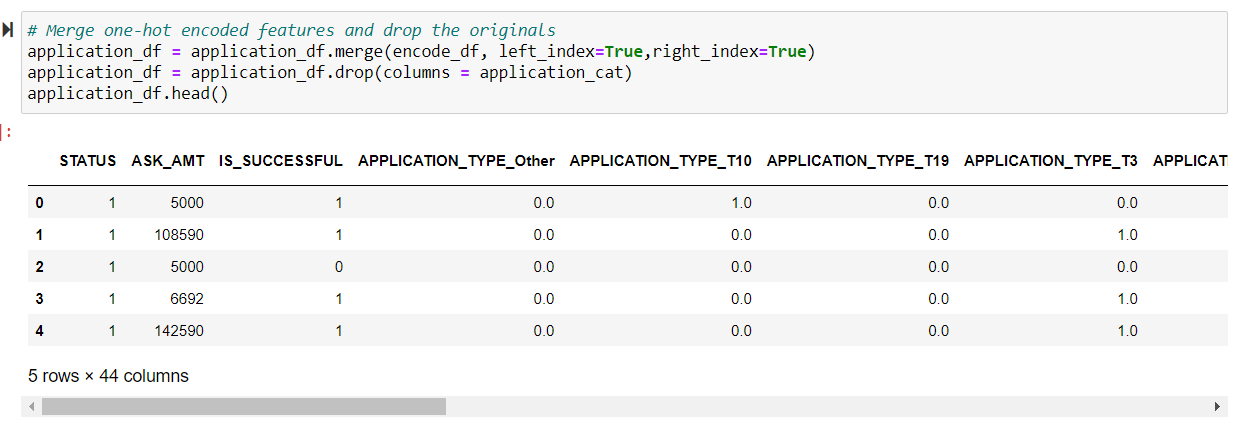 # Merge one-hot encoded features and drop the originals
application_df = application_df.merge(encode_df, left_index=True,right_index=True)
application_df = application_df.drop(columns = application_cat)
application_df.head()
:
STATUS ASK_AMT IS_SUCCESSFUL APPLICATION_TYPE_Other APPLICATION_TYPE_T10 APPLICATION_TYPE_T19 APPLICATION_TYPE_T3 APPLICAT
0 1 5000 1 0.0 1.0 0.0 0.0
1 1 108590 1 0.0 0.0 0.0 1.0
2 1 5000 0 0.0 0.0 0.0 0.0
3 1 6692 1 0.0 0.0 0.0 1.0
4 1 142590 1 0.0 0.0 0.0 1.0
5 rows × 44 columns